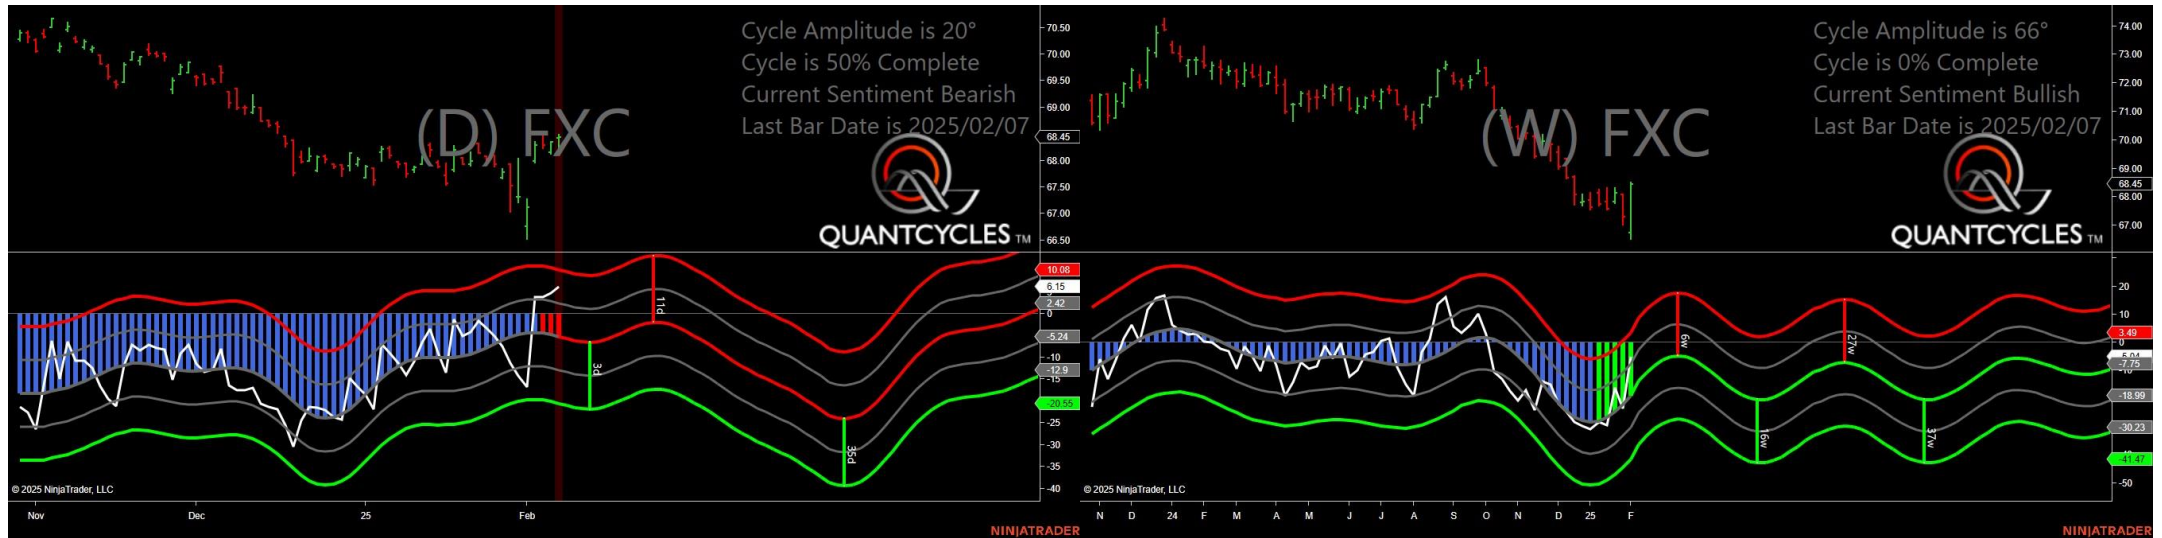 Cycle Amplitude is 20°
Cycle is 50% Complete
Current Sentiment Bearish
Last Bar Date is 2025/02/07
(D) FXC
QUANTCYCLES TM
70.50
70.00
69.50
69.00
68.45
68.00
67.50
67.00
66.50
10.08
6.15
2.42
0
-5.24
-10
-12.9
-15
-20.55
-25
-30
-35
-40
11d
3d
35d
© 2025 NinjaTrader, LLC
Nov Dec 25 Feb
NINJATRADER
Cycle Amplitude is 66°
Cycle is 0% Complete
Current Sentiment Bullish
Last Bar Date is 2025/02/07
(W) FXC
QUANTCYCLES TM
74.00
73.00
72.00
71.00
70.00
69.00
68.45
68.00
67.00
20
10
3.49
0
-5.04
-7.75
-18.99
-30.23
-41.47
-50
6w
27w
16w
37w
© 2025 NinjaTrader, LLC
N D 24 F M A M J J A S O N D 25 F
NINJATRADER